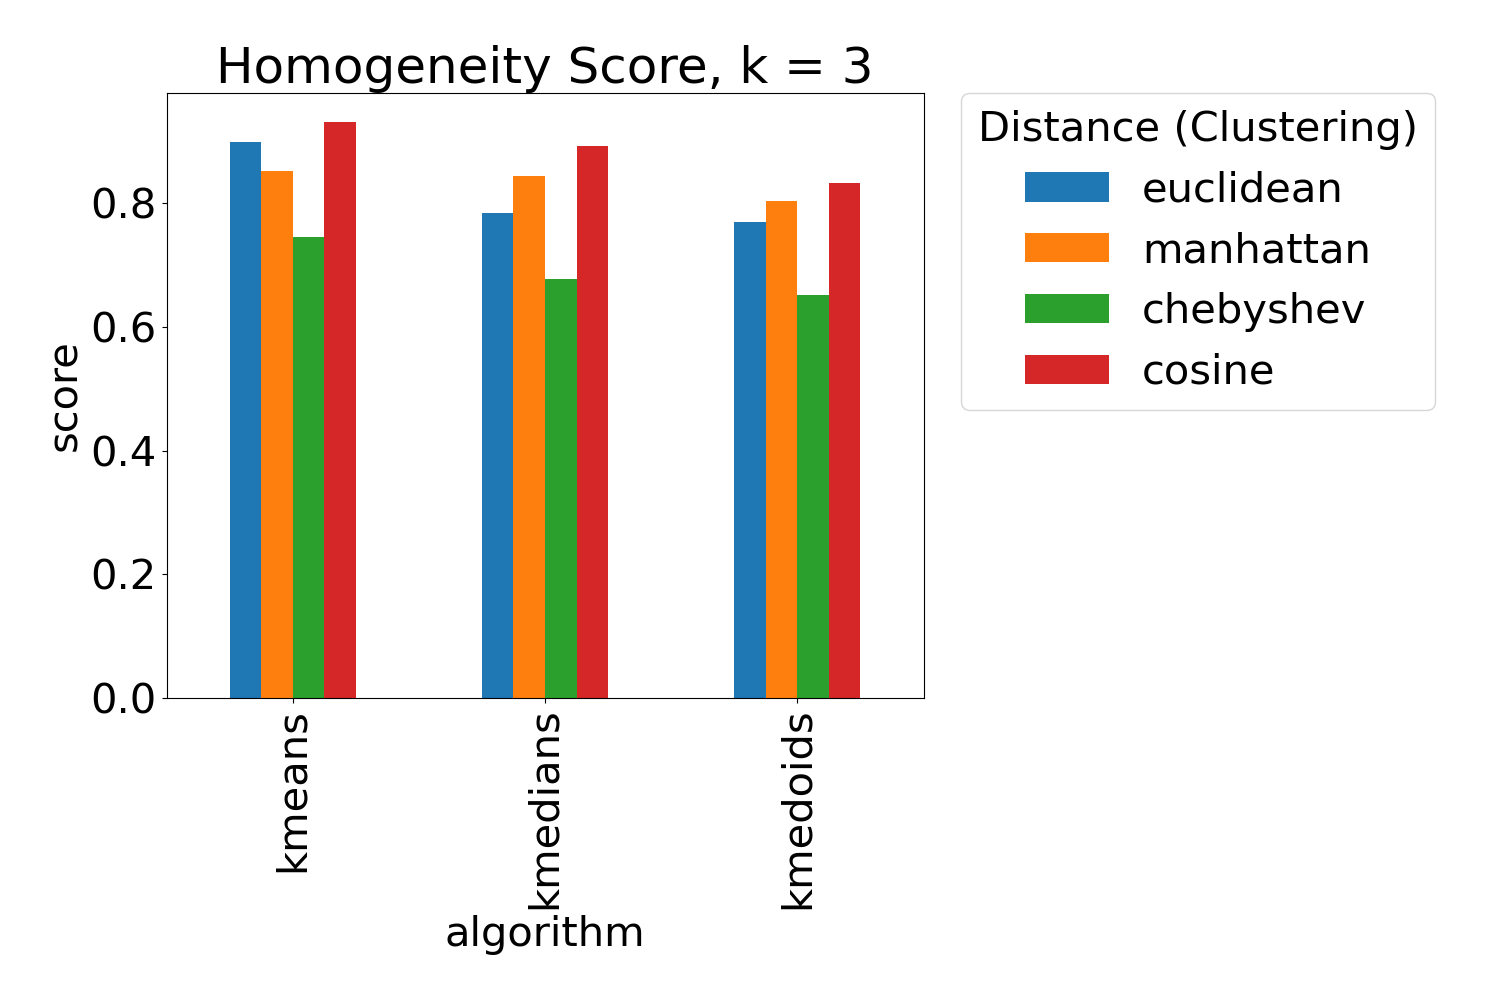 Homogeneity Score, k = 3
score
0.8
0.6
0.4
0.2
0.0
kmeans
kmedians
kmedoids
algorithm
Distance (Clustering)
euclidean
manhattan
chebyshev
cosine